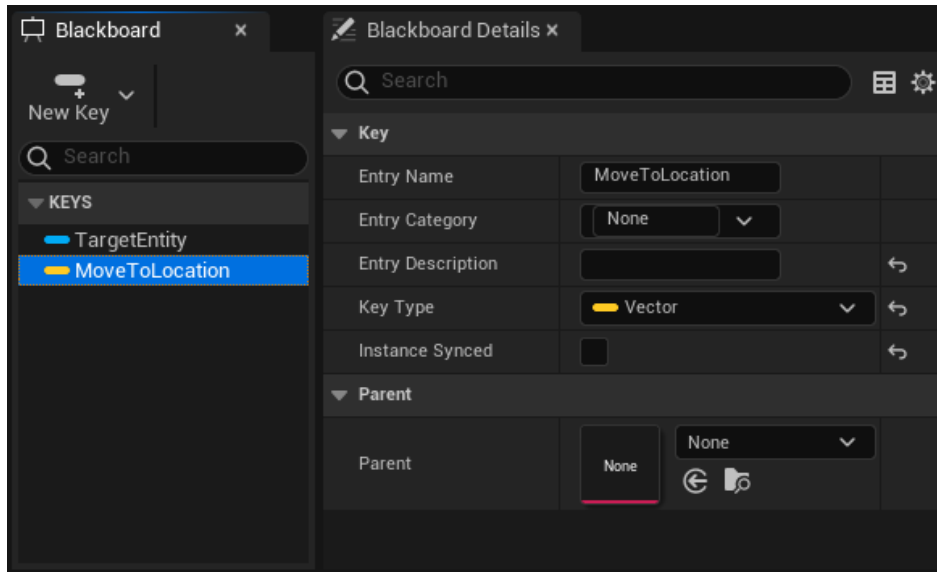 Blackboard
New Key
Search
KEYS
TargetEntity
MoveToLocation
Blackboard Details
Search
Key
Entry Name MoveToLocation
Entry Category None
Entry Description
Key Type Vector
Instance Synced
Parent
Parent None None